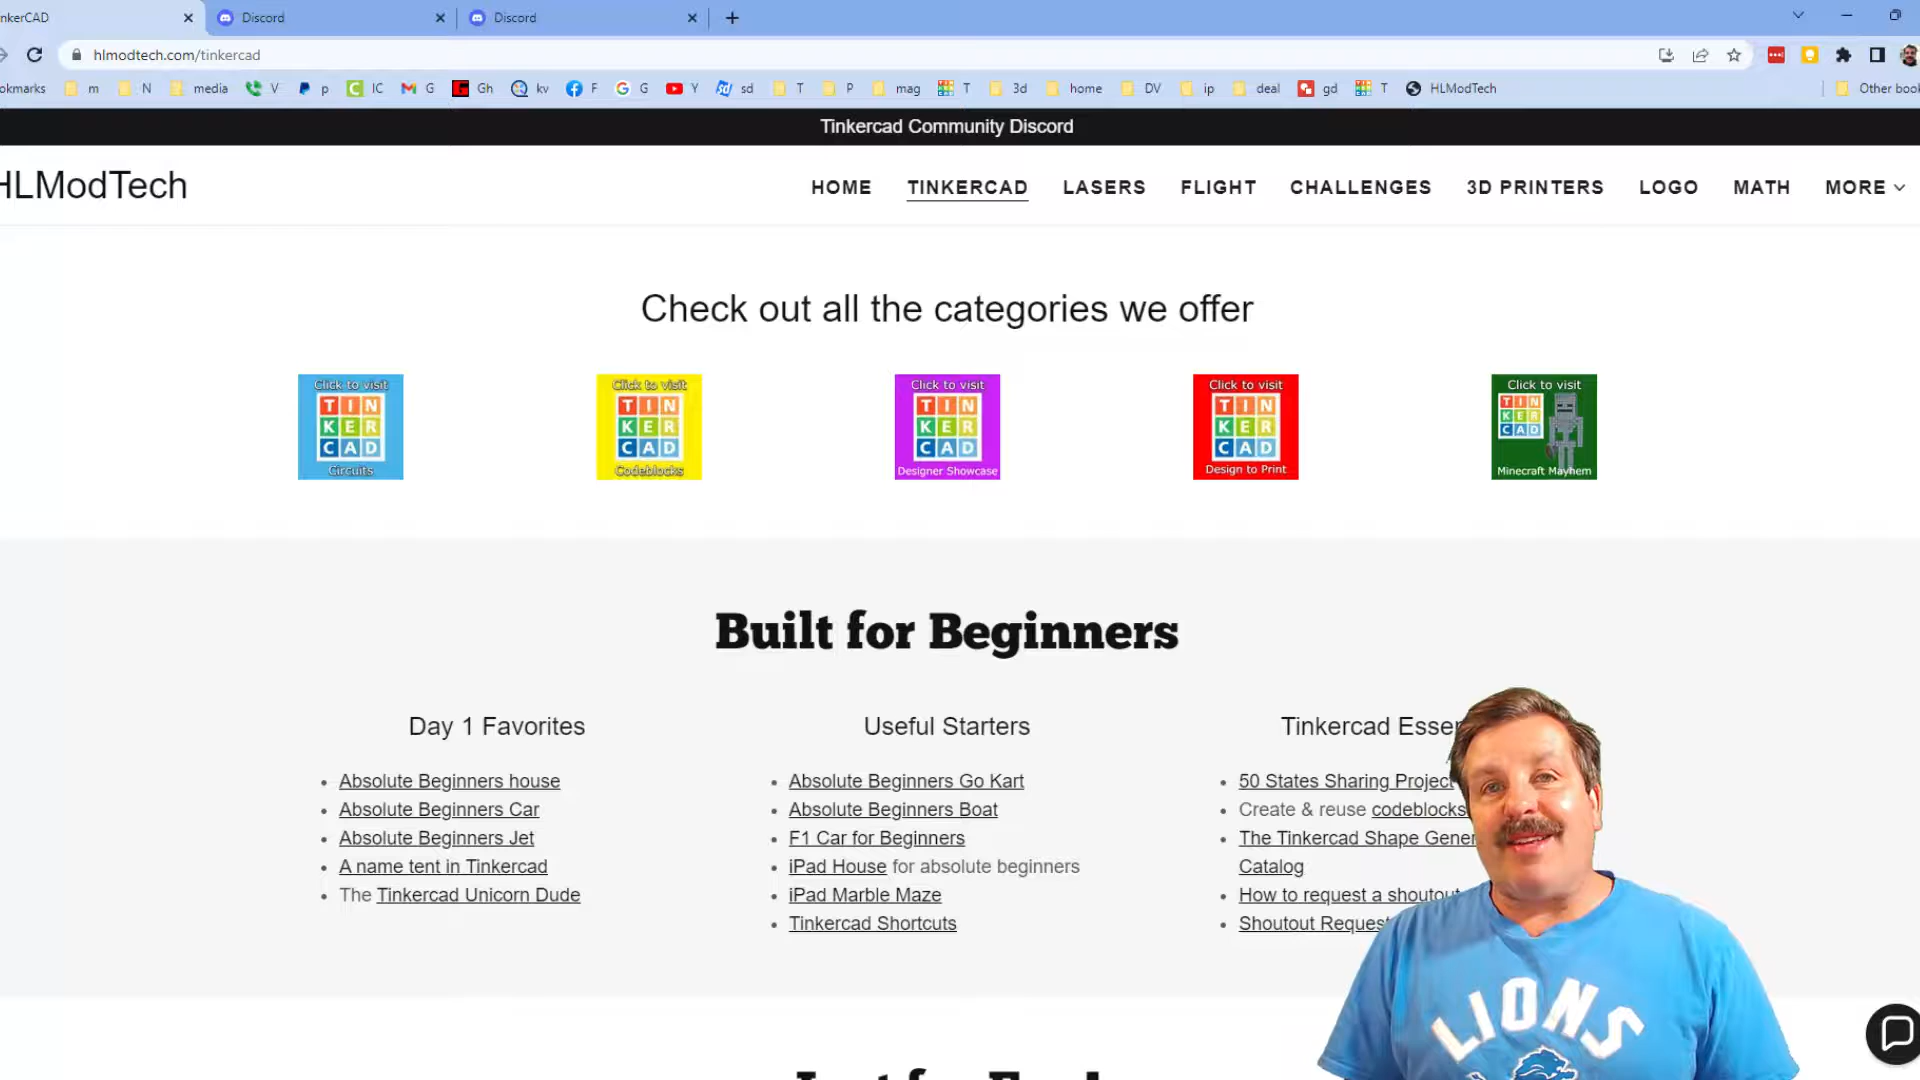 nkerCAD
Discord
Discord
hlmodtech.com/tinkercad
okmarks m N media V p IC G Gh kv F G Y sd T P mag T 3d home DV ip deal gd T HLModTech Other book
Tinkercad Community Discord
HLModTech
HOME TINKERCAD LASERS FLIGHT CHALLENGES 3D PRINTERS LOGO MATH MORE
Check out all the categories we offer
Click to visit
TIN
KER
CAD
Circuits
Click to visit
TIN
KER
CAD
Codeblocks
Click to visit
TIN
KER
CAD
Designer Showcase
Click to visit
TIN
KER
CAD
Design to Print
Click to visit
TIN
KER
CAD
Minecraft Mayhem
Built for Beginners
Day 1 Favorites
Absolute Beginners house
Absolute Beginners Car
Absolute Beginners Jet
A name tent in Tinkercad
The Tinkercad Unicorn Dude
Useful Starters
Absolute Beginners Go Kart
Absolute Beginners Boat
F1 Car for Beginners
iPad House for absolute beginners
iPad Marble Maze
Tinkercad Shortcuts
Tinkercad Esse
50 States Sharing Project
Create & reuse codeblocks
The Tinkercad Shape Gener
Catalog
How to request a shoutout
Shoutout Reques
LIONS